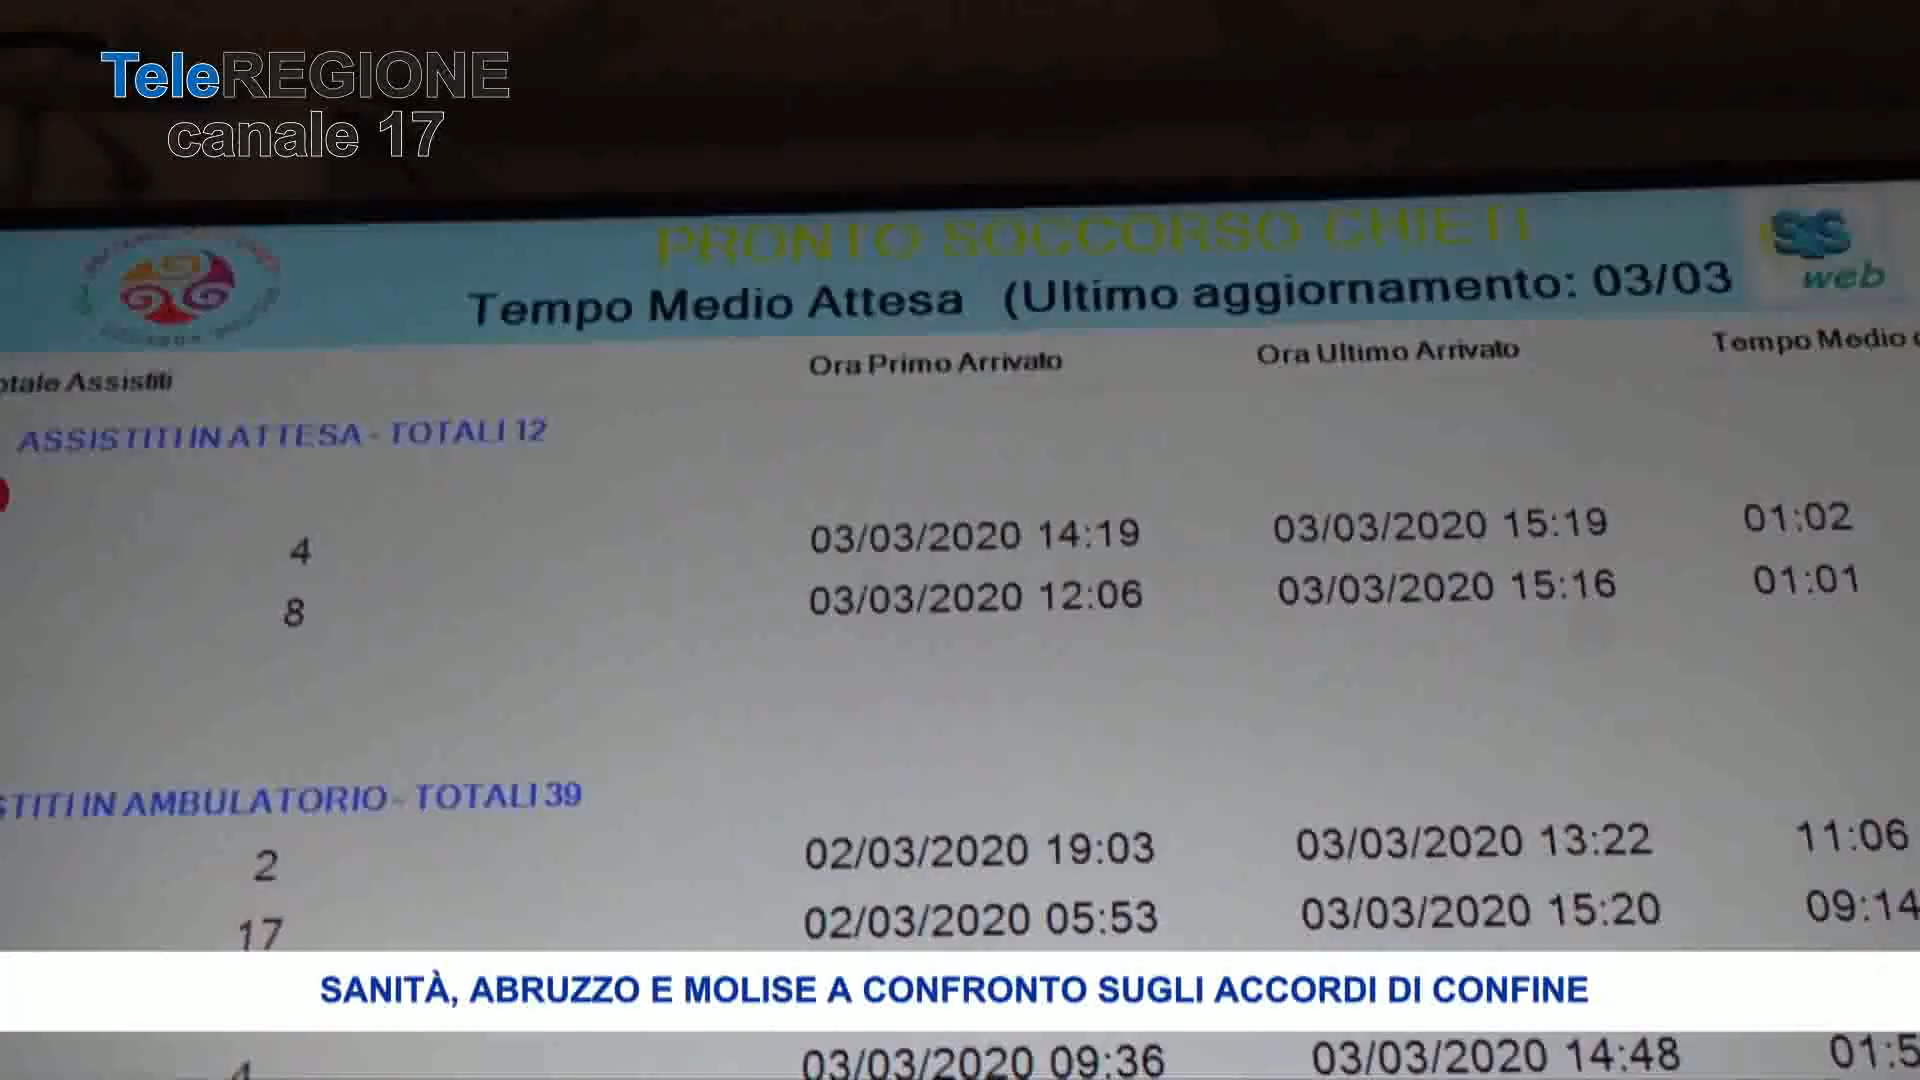 TeleREGIONE
canale 17
PRONTO SOCCORSO CHIETI
Tempo Medio Attesa (Ultimo aggiornamento: 03/03
SIS
web
otale Assistiti Ora Primo Arrivato Ora Ultimo Arrivato Tempo Medio
ASSISTITI IN ATTESA - TOTALI 12
4 03/03/2020 14:19 03/03/2020 15:19 01:02
8 03/03/2020 12:06 03/03/2020 15:16 01:01
STITI IN AMBULATORIO - TOTALI 39
2 02/03/2020 19:03 03/03/2020 13:22 11:06
17 02/03/2020 05:53 03/03/2020 15:20 09:14
SANITÀ, ABRUZZO E MOLISE A CONFRONTO SUGLI ACCORDI DI CONFINE
4 03/03/2020 09:36 03/03/2020 14:48 01:5